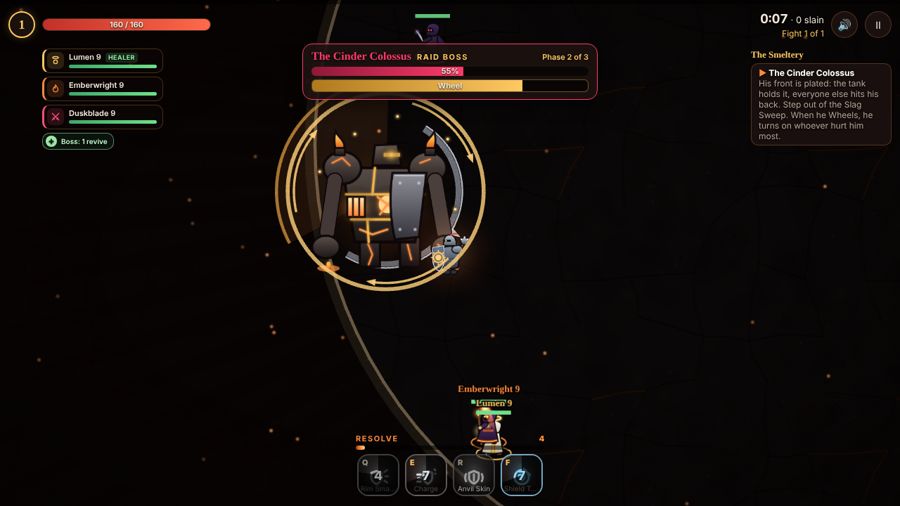 1
160 / 160
Lumen 9 HEALER
Emberwright 9
Duskblade 9
Boss: 1 revive
The Cinder Colossus RAID BOSS Phase 2 of 3
55%
Wheel
0:07 · 0 slain
Fight 1 of 1
The Smeltery
The Cinder Colossus
His front is plated: the tank
holds it, everyone else hits his
back. Step out of the Slag
Sweep. When he Wheels, he
turns on whoever hurt him
most.
Emberwright 9
Lumen 9
RESOLVE 4
Q 4
E 7 Charge
R Anvil Skin
F 7 Shield